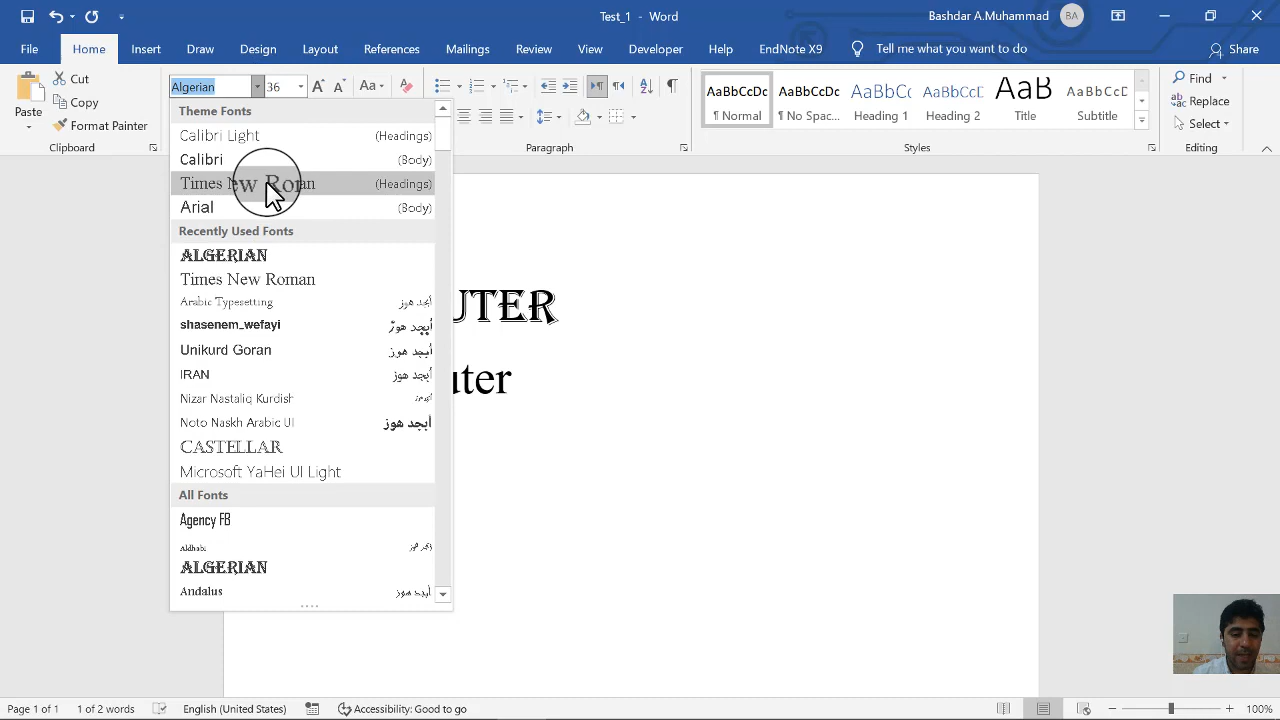 Test_1 - Word
Bashdar A.Muhammad
BA
File Home Insert Draw Design Layout References Mailings Review View Developer Help EndNote X9 Tell me what you want to do Share
Paste
Cut
Copy
Format Painter
Clipboard
Algerian 36
Aa
Paragraph
AaBbCcDc
¶ Normal
AaBbCcDc
¶ No Spac...
AaBbCc
Heading 1
AaBbCcD
Heading 2
AaB
Title
AaBbCcD
Subtitle
Styles
Find
Replace
Select
Editing
Theme Fonts
Calibri Light (Headings)
Calibri (Body)
Times New Roman (Headings)
Arial (Body)
Recently Used Fonts
ALGERIAN
Times New Roman
Arabic Typesetting أبجد هوز
shasenem_wefayi أبجد هوز
Unikurd Goran أبجد هوز
IRAN أبجد هوز
Nizar Nastaliq Kurdish
Noto Naskh Arabic UI أبجد هوز
CASTELLAR
Microsoft YaHei UI Light
All Fonts
Agency FB
Aldhabi أبجد هوز
ALGERIAN
Andalus أبجد هوز
UTER
uter
Page 1 of 1 1 of 2 words English (United States) Accessibility: Good to go 100%